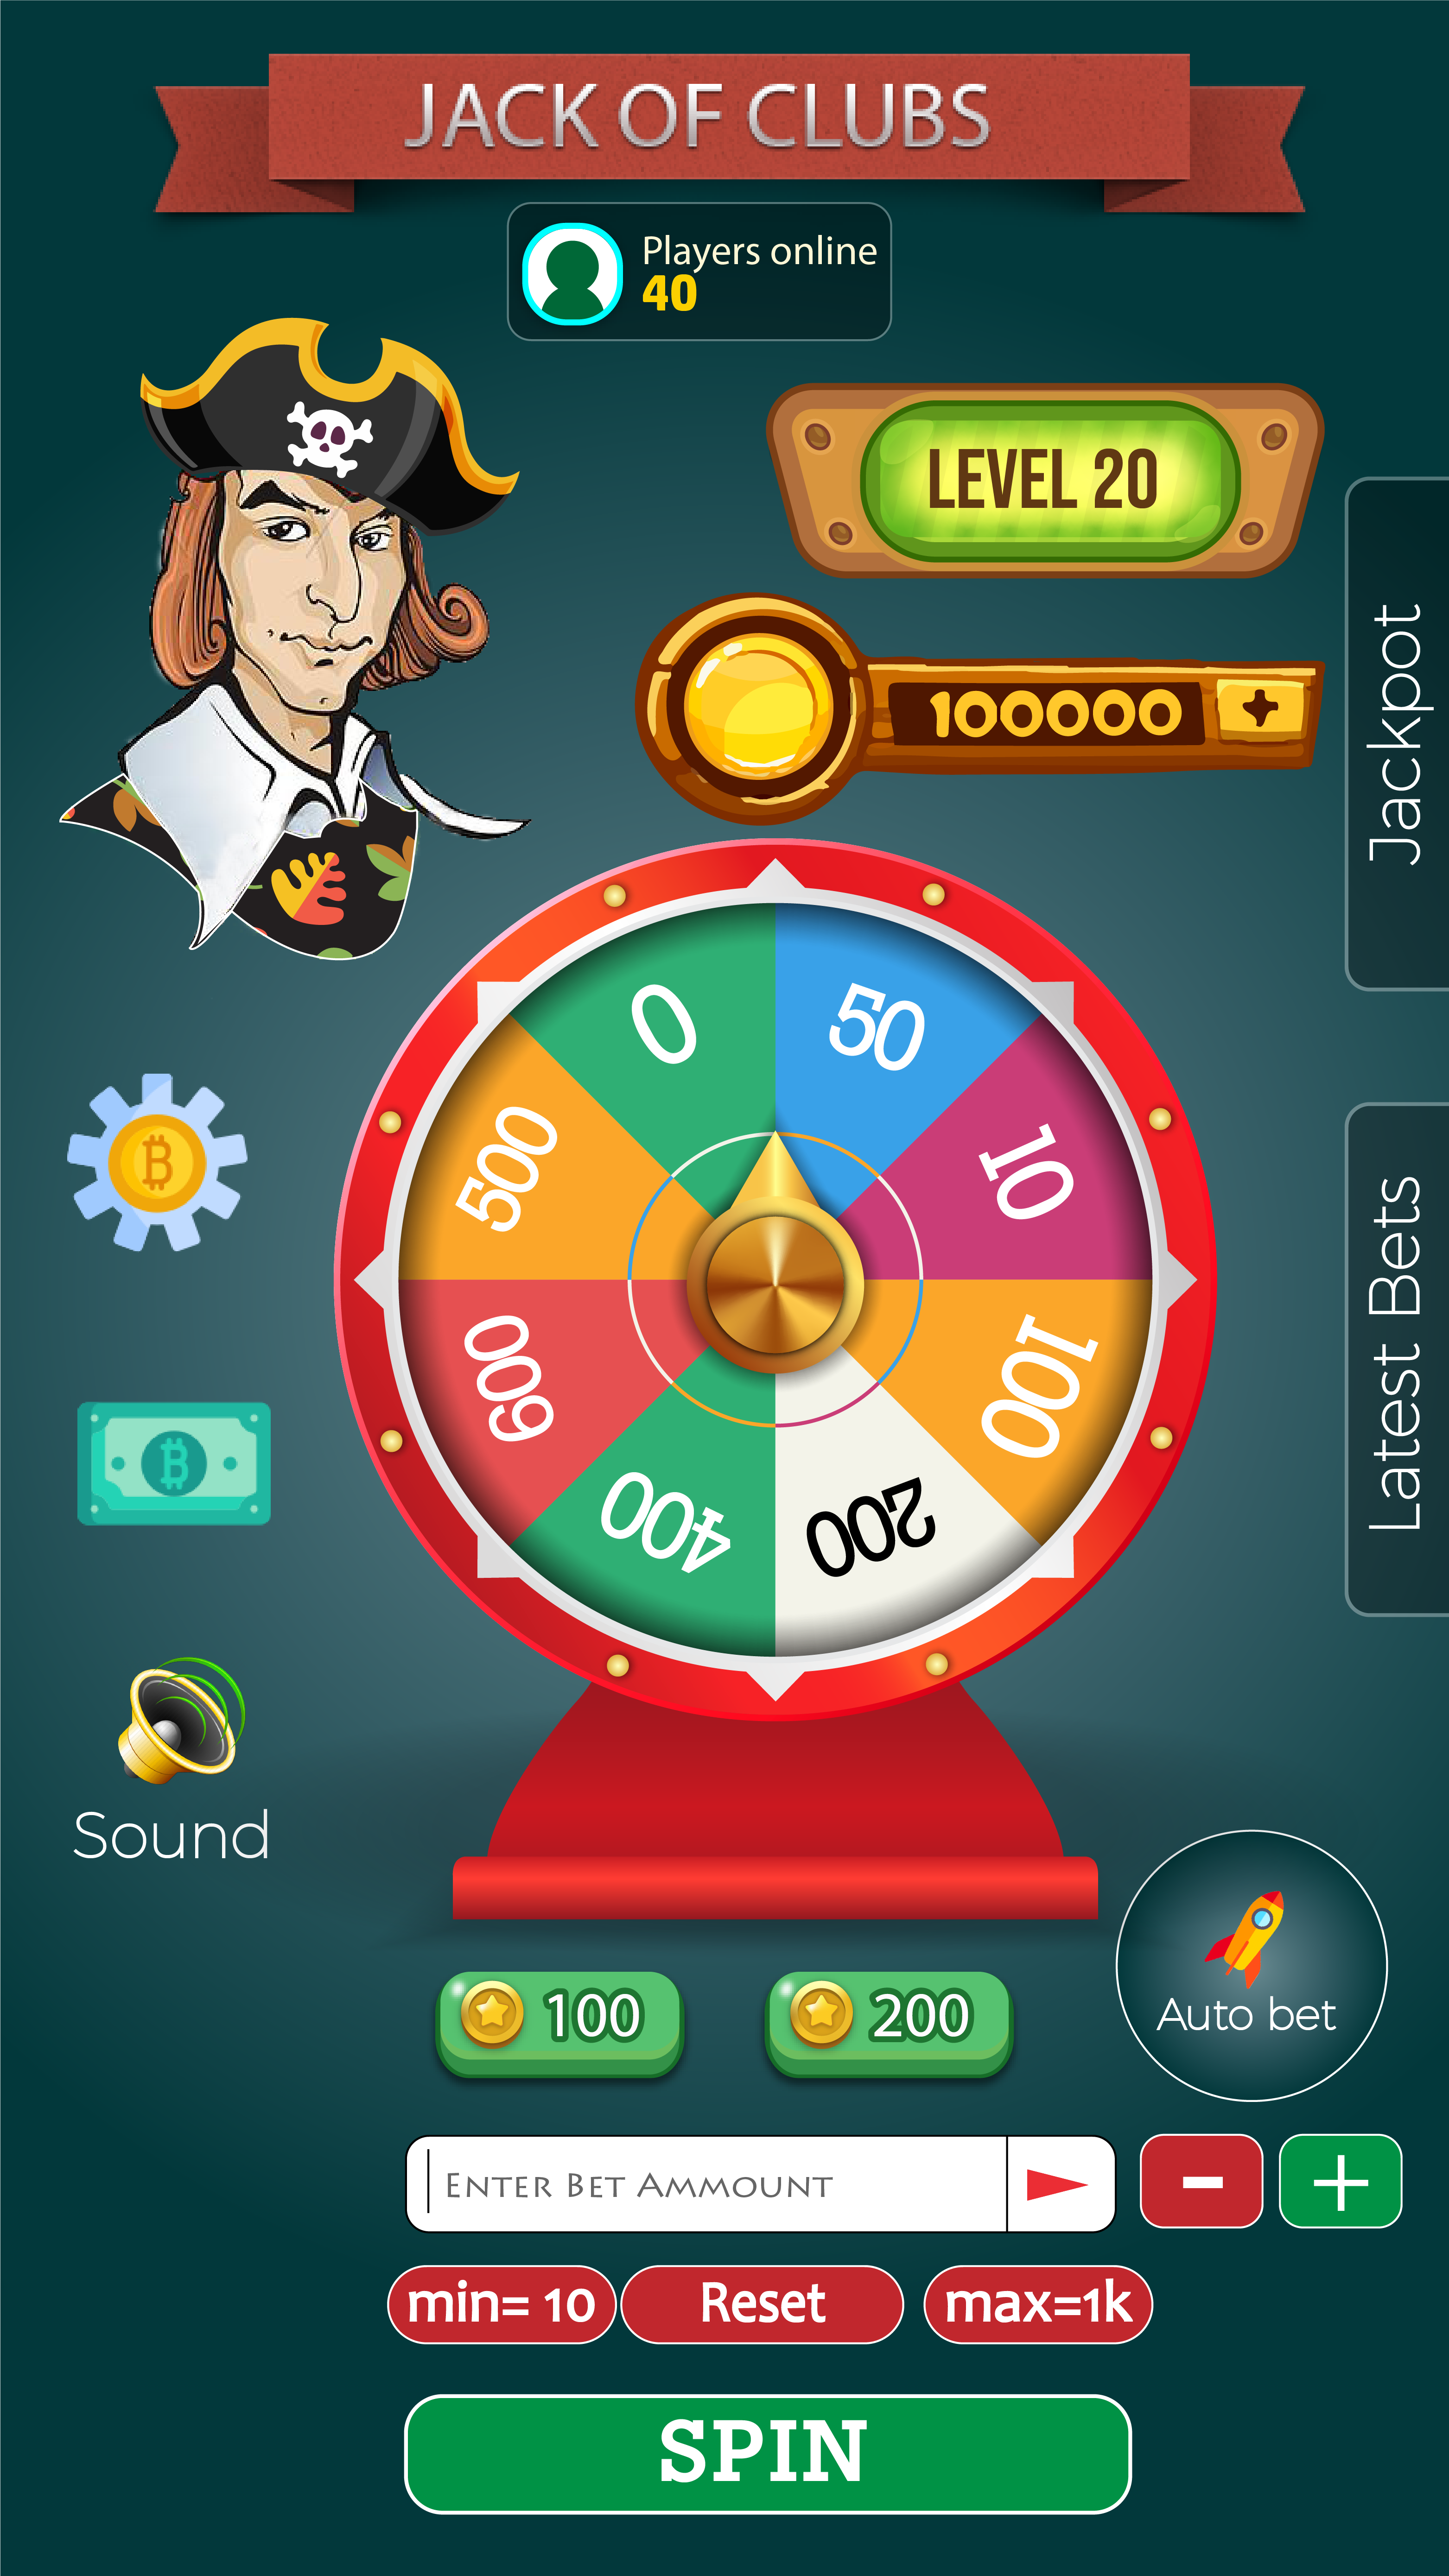 JACK OF CLUBS
Players online
40
LEVEL 20
100000 +
Jackpot
0
50
10
100
200
400
600
500
Latest Bets
Sound
Auto bet
100
200
ENTER BET AMMOUNT
- +
min= 10
Reset
max=1k
SPIN